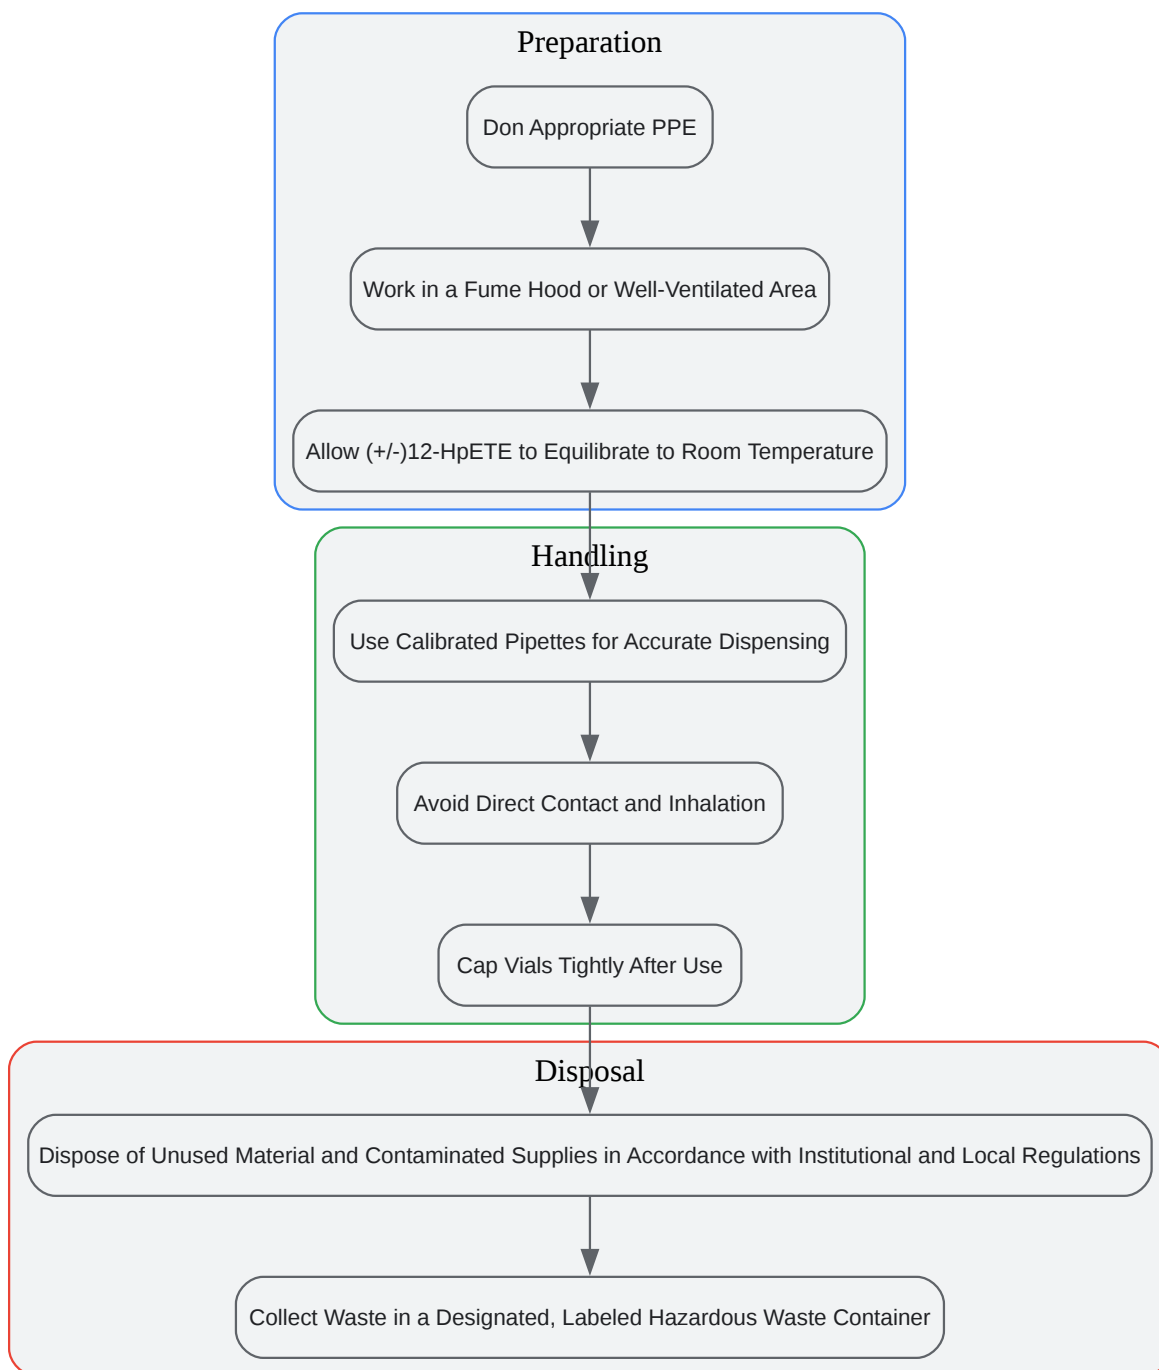 Preparation
Don Appropriate PPE
Work in a Fume Hood or Well-Ventilated Area
Allow (+/-)12-HpETE to Equilibrate to Room Temperature
Handling
Use Calibrated Pipettes for Accurate Dispensing
Avoid Direct Contact and Inhalation
Cap Vials Tightly After Use
Disposal
Dispose of Unused Material and Contaminated Supplies in Accordance with Institutional and Local Regulations
Collect Waste in a Designated, Labeled Hazardous Waste Container